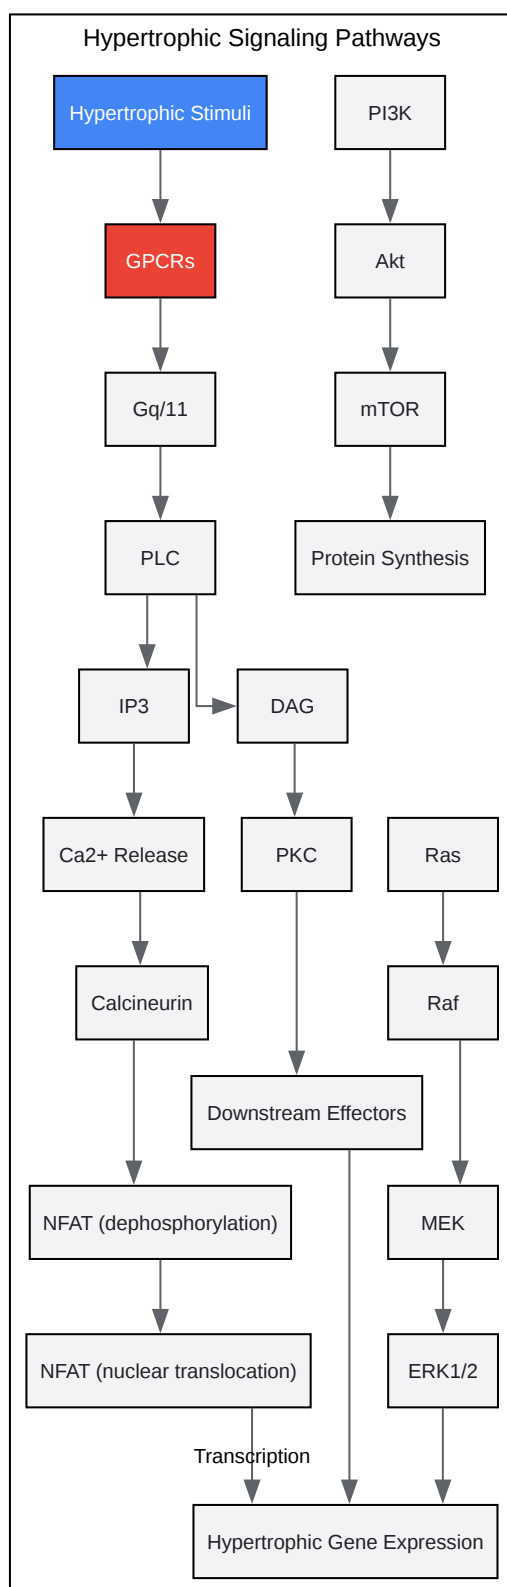 Hypertrophic Signaling Pathways
Hypertrophic Stimuli
PI3K
GPCRs
Akt
Gq/11
mTOR
PLC
Protein Synthesis
IP3
DAG
Ca2+ Release
PKC
Ras
Calcineurin
Raf
Downstream Effectors
NFAT (dephosphorylation)
MEK
NFAT (nuclear translocation)
ERK1/2
Transcription
Hypertrophic Gene Expression